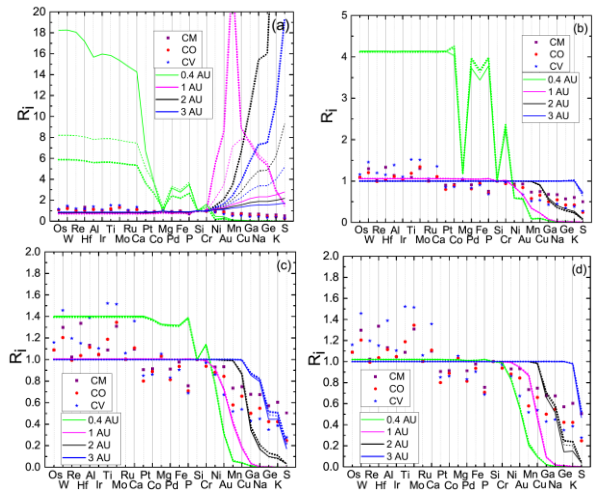 (a)
20
18
16
14
12
10
8
6
4
2
0
Ri
CM
CO
CV
0.4 AU
1 AU
2 AU
3 AU
Os Re Al Ti Ru Pt Mg Fe Si Ni Mn Ga Ge S
W Hf Ir Mo Ca Co Pd P Cr Au Cu Na K
(b)
5
4
3
2
1
0
Ri
CM
CO
CV
0.4 AU
1 AU
2 AU
3 AU
Os Re Al Ti Ru Pt Mg Fe Si Ni Mn Ga Ge S
W Hf Ir Mo Ca Co Pd P Cr Au Cu Na K
(c)
2.0
1.8
1.6
1.4
1.2
1.0
0.8
0.6
0.4
0.2
0.0
Ri
CM
CO
CV
0.4 AU
1 AU
2 AU
3 AU
Os Re Al Ti Ru Pt Mg Fe Si Ni Mn Ga Ge S
W Hf Ir Mo Ca Co Pd P Cr Au Cu Na K
(d)
2.0
1.8
1.6
1.4
1.2
1.0
0.8
0.6
0.4
0.2
0.0
Ri
CM
CO
CV
0.4 AU
1 AU
2 AU
3 AU
Os Re Al Ti Ru Pt Mg Fe Si Ni Mn Ga Ge S
W Hf Ir Mo Ca Co Pd P Cr Au Cu Na K